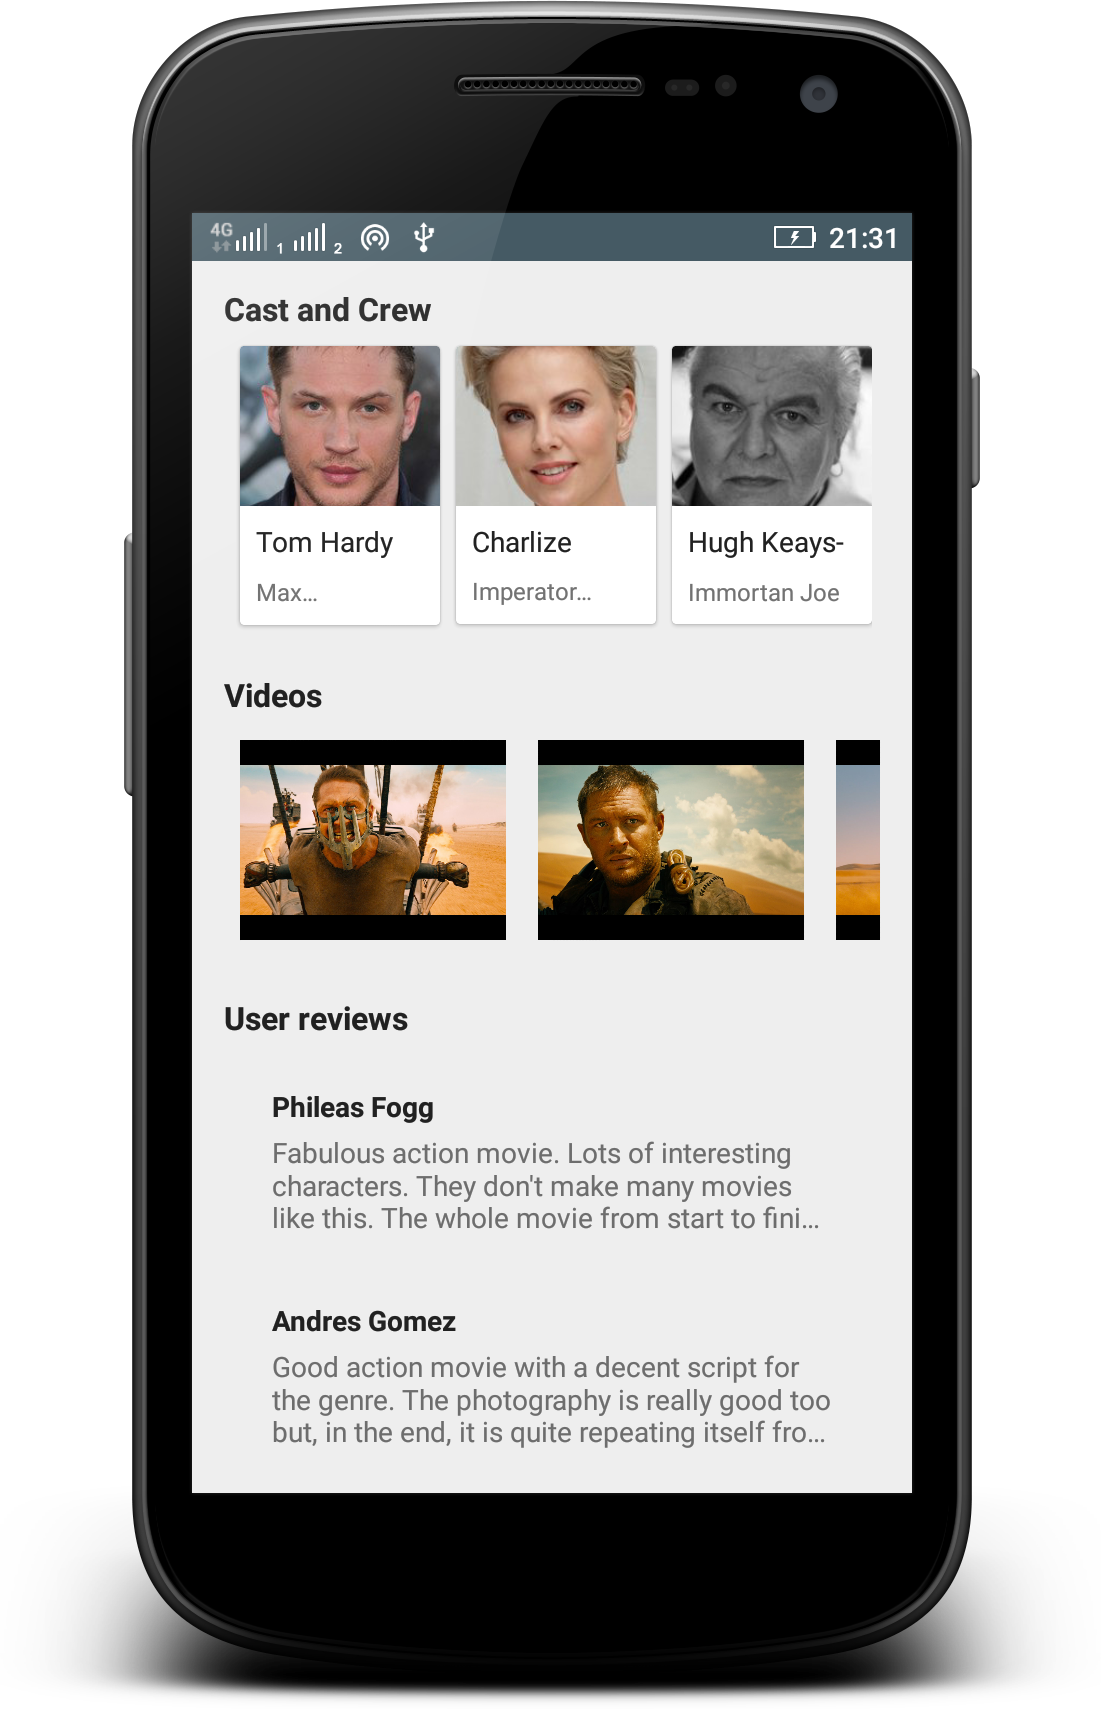 4G 1 2 21:31
Cast and Crew
Tom Hardy
Max...
Charlize
Imperator...
Hugh Keays-
Immortan Joe
Videos
User reviews
Phileas Fogg
Fabulous action movie. Lots of interesting
characters. They don't make many movies
like this. The whole movie from start to fini...
Andres Gomez
Good action movie with a decent script for
the genre. The photography is really good too
but, in the end, it is quite repeating itself fro...